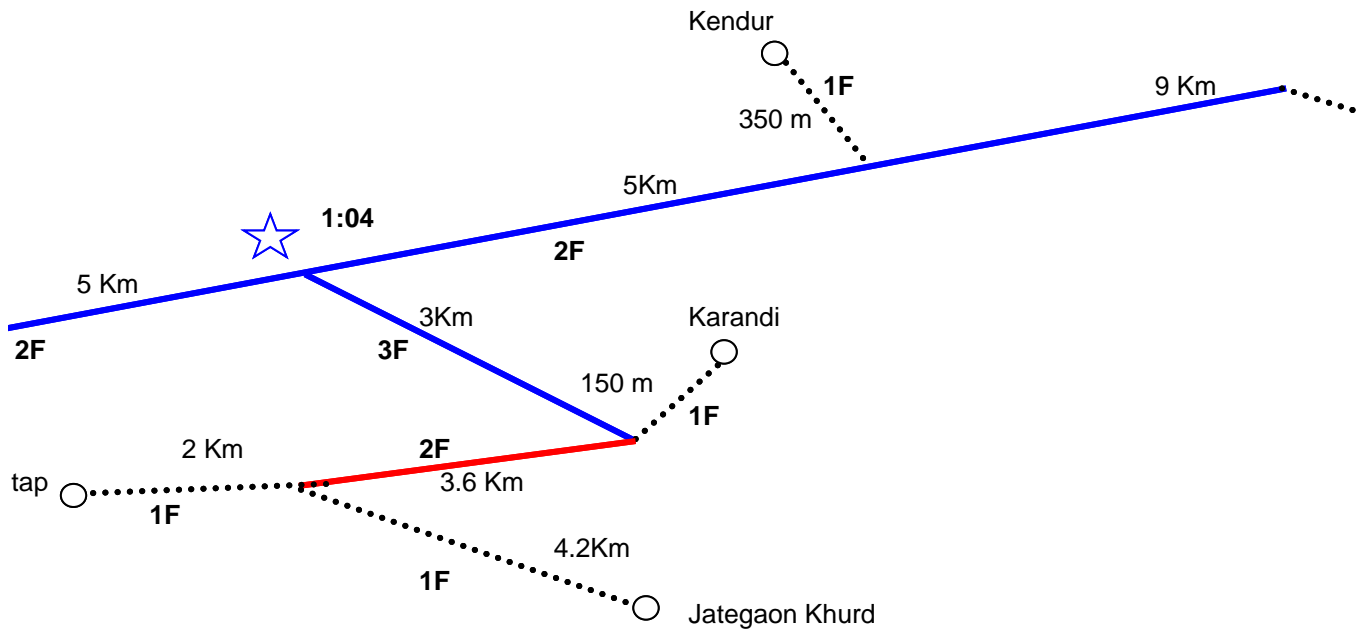 Kendur
1F
9 Km
350 m
5Km
1:04
2F
5 Km
2F
3Km
3F
Karandi
150 m
1F
2 Km
2F
3.6 Km
tap
1F
4.2Km
1F
Jategaon Khurd